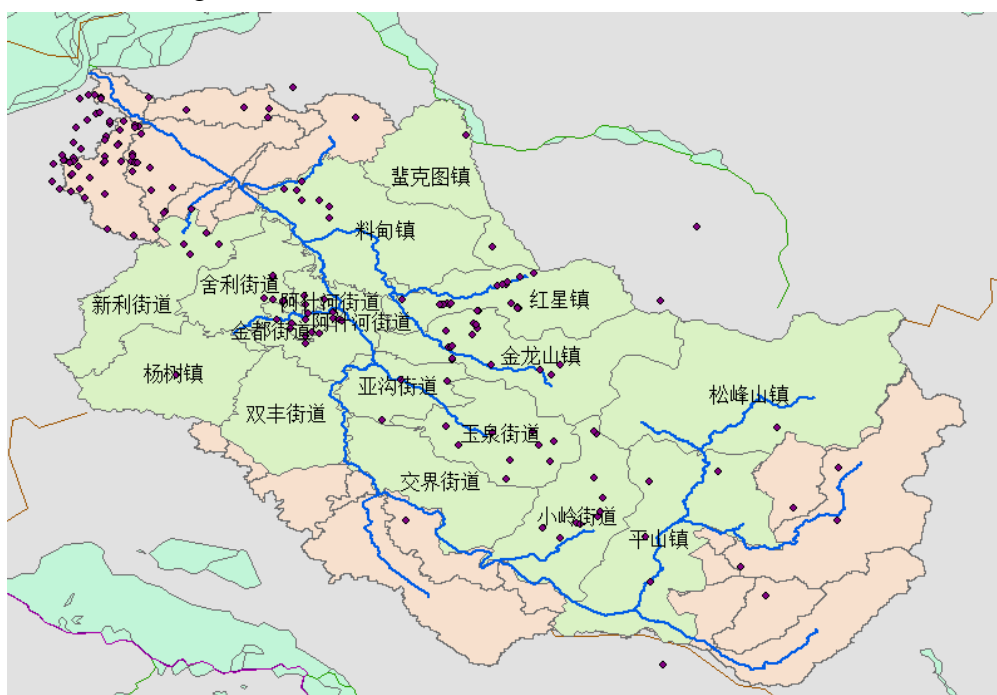 蜚克图镇
料甸镇
舍利街道
新利街道
阿什河街道
红星镇
金都街道
阿什河街道
金龙山镇
杨树镇
亚沟街道
松峰山镇
双丰街道
玉泉街道
交界街道
小岭街道
平山镇